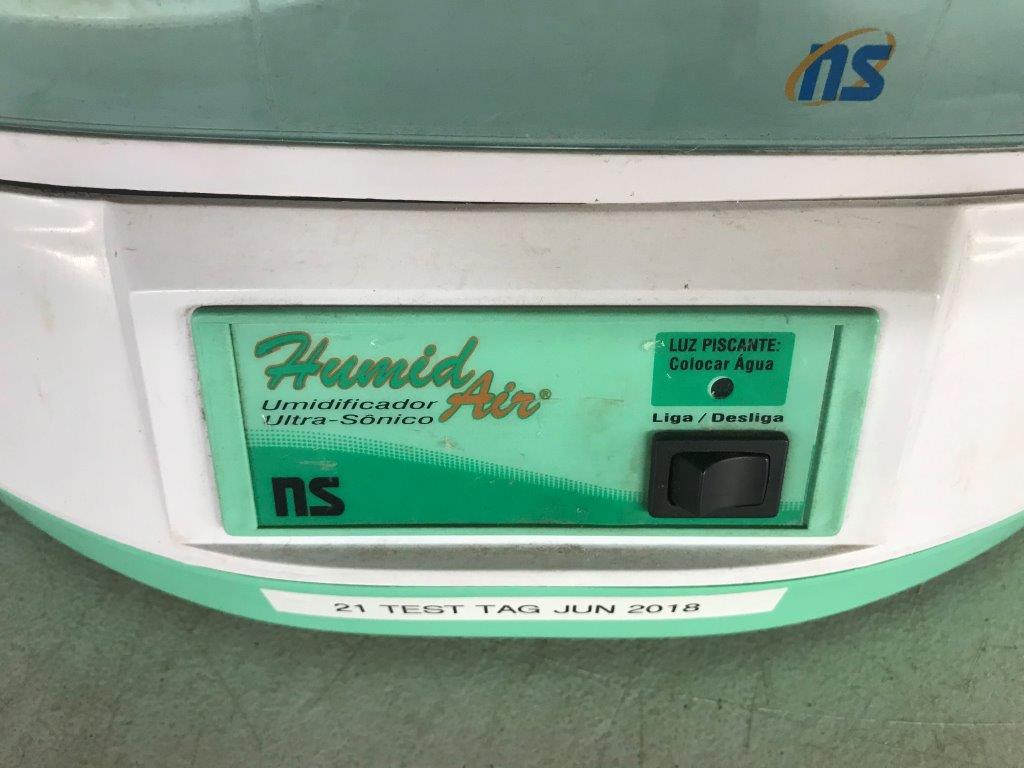 ns
Humid Air®
Umidificador
Ultra-Sônico
ns
LUZ PISCANTE:
Colocar Água
Liga / Desliga
21 TEST TAG JUN 2018